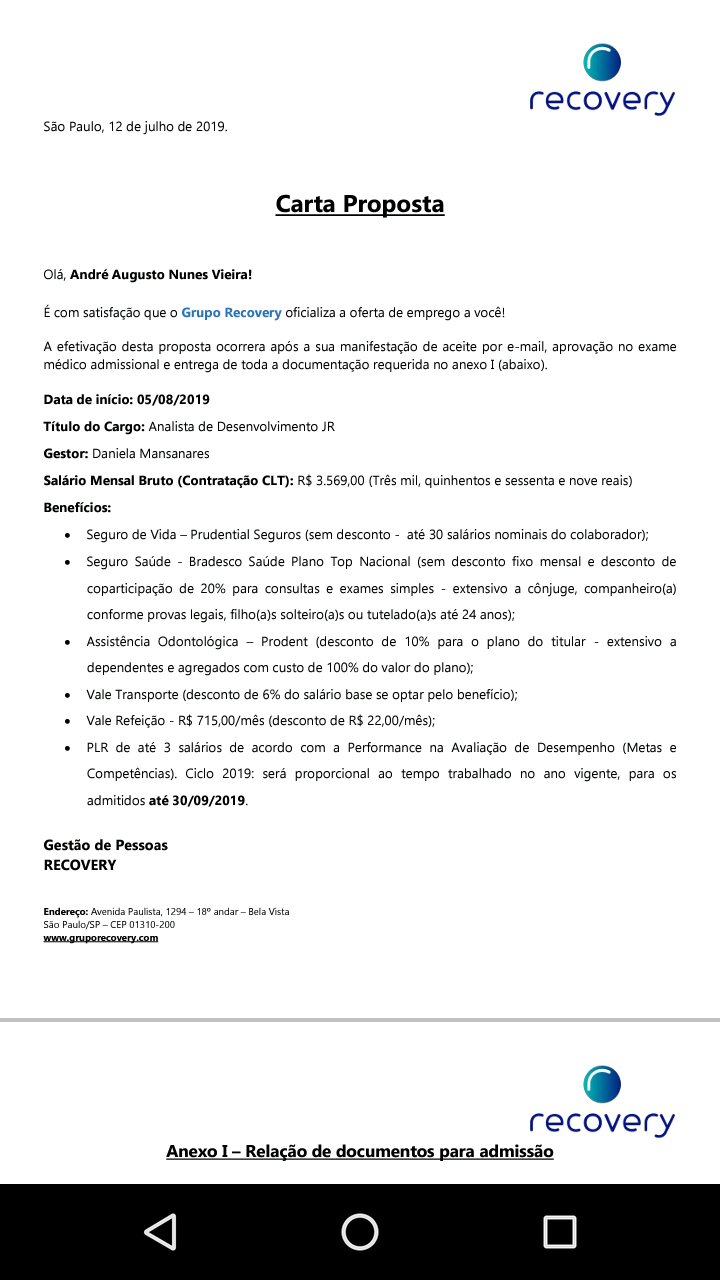 recovery
São Paulo, 12 de julho de 2019.
Carta Proposta
Olá, André Augusto Nunes Vieira!
É com satisfação que o Grupo Recovery oficializa a oferta de emprego a você!
A efetivação desta proposta ocorrera após a sua manifestação de aceite por e-mail, aprovação no exame
médico admissional e entrega de toda a documentação requerida no anexo I (abaixo).
Data de início: 05/08/2019
Título do Cargo: Analista de Desenvolvimento JR
Gestor: Daniela Mansanares
Salário Mensal Bruto (Contratação CLT): R$ 3.569,00 (Três mil, quinhentos e sessenta e nove reais)
Benefícios:
• Seguro de Vida – Prudential Seguros (sem desconto - até 30 salários nominais do colaborador);
• Seguro Saúde - Bradesco Saúde Plano Top Nacional (sem desconto fixo mensal e desconto de
coparticipação de 20% para consultas e exames simples - extensivo a cônjuge, companheiro(a)
conforme provas legais, filho(a)s solteiro(a)s ou tutelado(a)s até 24 anos);
• Assistência Odontológica – Prodent (desconto de 10% para o plano do titular - extensivo a
dependentes e agregados com custo de 100% do valor do plano);
• Vale Transporte (desconto de 6% do salário base se optar pelo benefício);
• Vale Refeição - R$ 715,00/mês (desconto de R$ 22,00/mês);
• PLR de até 3 salários de acordo com a Performance na Avaliação de Desempenho (Metas e
Competências). Ciclo 2019: será proporcional ao tempo trabalhado no ano vigente, para os
admitidos até 30/09/2019.
Gestão de Pessoas
RECOVERY
Endereço: Avenida Paulista, 1294 – 18º andar – Bela Vista
São Paulo/SP – CEP 01310-200
www.gruporecovery.com
recovery
Anexo I – Relação de documentos para admissão